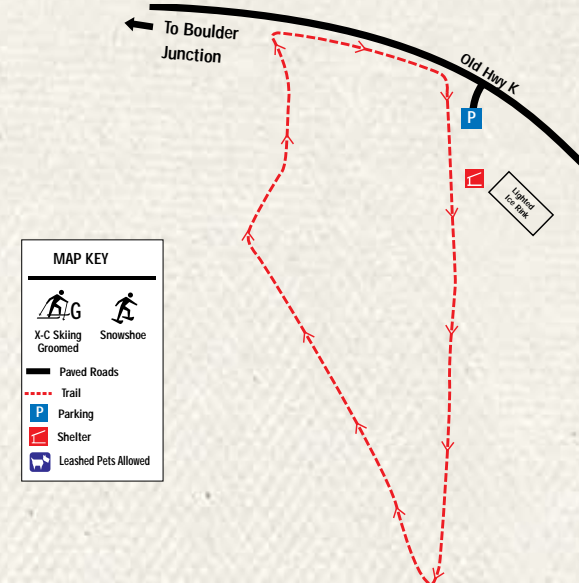 To Boulder
Junction
Old Hwy K
P
Lighted
Ice Rink
MAP KEY
G
X-C Skiing
Groomed
Snowshoe
Paved Roads
Trail
P
Parking
Shelter
Leashed Pets Allowed